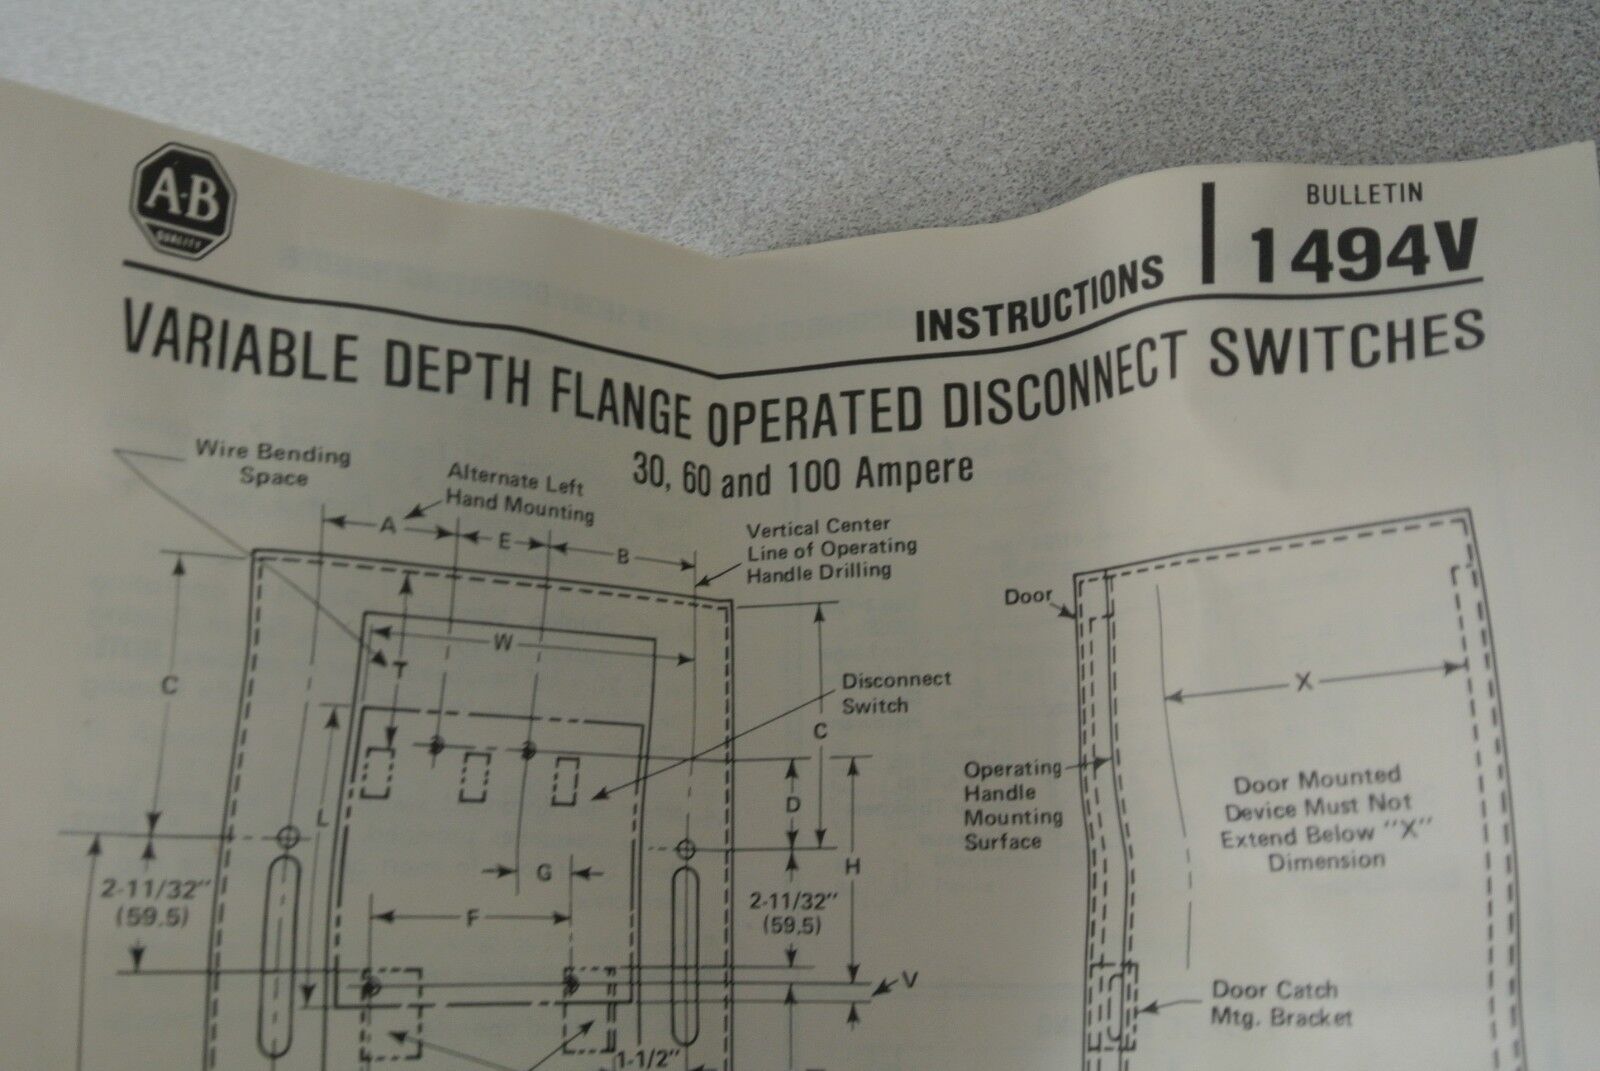 A-B
QUALITY
BULLETIN
INSTRUCTIONS
1494V
VARIABLE DEPTH FLANGE OPERATED DISCONNECT SWITCHES
30, 60 and 100 Ampere
Wire Bending
Space
Alternate Left
Hand Mounting
A
E
B
Vertical Center
Line of Operating
Handle Drilling
Door
W
T
C
Disconnect
Switch
C
X
L
D
H
Operating
Handle
Mounting
Surface
Door Mounted
Device Must Not
Extend Below "X"
Dimension
G
F
2-11/32"
(59.5)
2-11/32"
(59.5)
V
Door Catch
Mtg. Bracket
1-1/2"